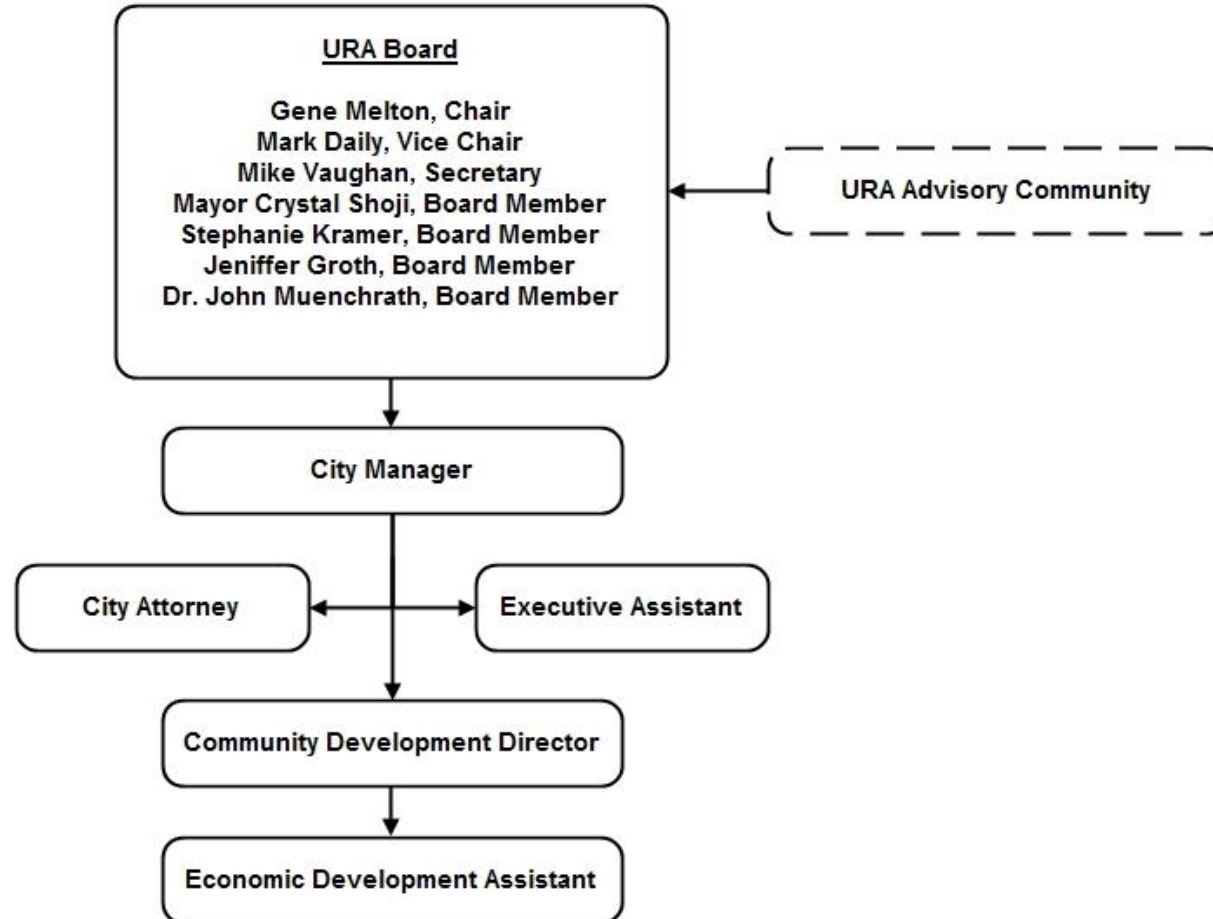 URA Board
Gene Melton, Chair
Mark Daily, Vice Chair
Mike Vaughan, Secretary
Mayor Crystal Shoji, Board Member
Stephanie Kramer, Board Member
Jeniffer Groth, Board Member
Dr. John Muenchrath, Board Member
URA Advisory Community
City Manager
City Attorney
Executive Assistant
Community Development Director
Economic Development Assistant